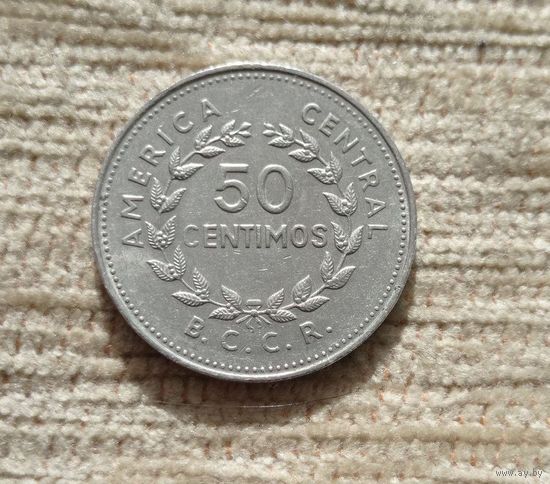 AMERICA CENTRAL
50
CENTIMOS
B.C.C.R.
www.ay.by